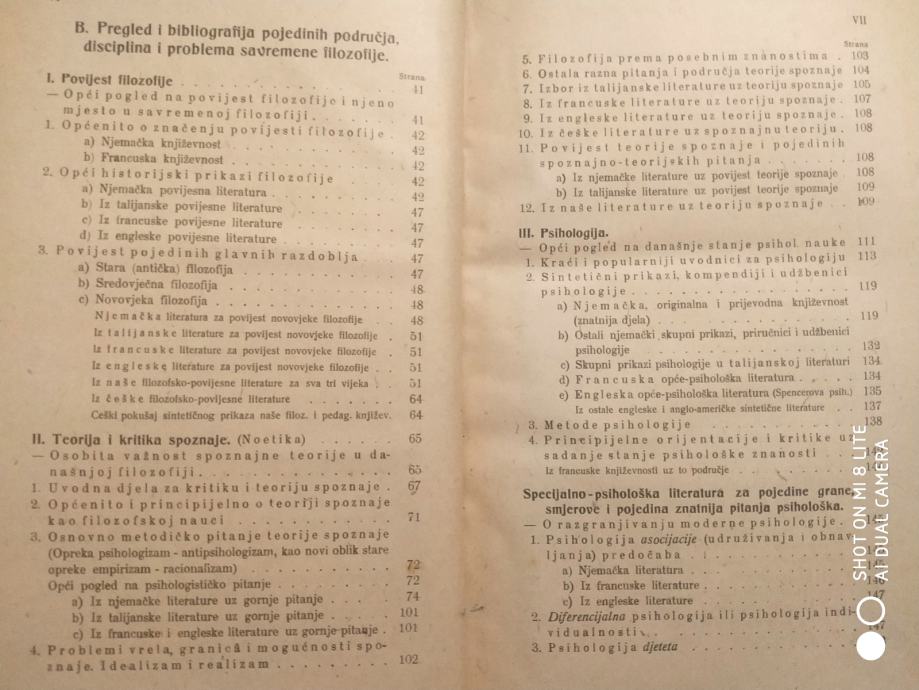 B. Pregled i bibliografija pojedinih područja,
disciplina i problema savremene filozofije.
Strana
I. Povijest filozofije . . . . . . . . . . 41
— Opći pogled na povijest filozofije i njeno
mjesto u savremenoj filozofiji . . . . . 41
1. Općenito o značenju povijesti filozofije . 42
a) Njemačka književnost . . . . . . . . 42
b) Francuska književnost . . . . . . . . 42
2. Opći historijski prikazi filozofije . . . . 42
a) Njemačka povijesna literatura . . . . . 42
b) Iz talijanske povijesne literature . . . . 47
c) Iz francuske povijesne literature . . . . 47
d) Iz engleske povijesne literature . . . . 47
3. Povijest pojedinih glavnih razdoblja . . . 47
a) Stara (antička) filozofija . . . . . . . 47
b) Sredovječna filozofija . . . . . . . . 48
c) Novovjeka filozofija . . . . . . . . . 48
Njemačka literatura za povijest novovjeke filozofije . 48
Iz talijanske literature za povijest novovjeke filozofije . 51
Iz francuske literature za povijest novovjeke filozofije . 51
Iz engleske literature za povijest novovjeke filozofije . 51
Iz naše filozofsko-povijesne literature za sva tri vijeka . 51
Iz češke filozofsko-povijesne literature . . . . 64
Češki pokušaj sintetičnog prikaza naše filoz. i pedag. književ. 64
II. Teorija i kritika spoznaje. (Noetika) . . . . . . 65
— Osobita važnost spoznajne teorije u da-
našnjoj filozofiji . . . . . . . . . . . 65
1. Uvodna djela za kritiku i teoriju spoznaje . 67
2. Općenito i principijelno o teoriji spoznaje
kao filozofskoj nauci . . . . . . . . . 71
3. Osnovno metodičko pitanje teorije spoznaje
(Opreka psihologizam - antipsihologizam, kao novi oblik stare
opreke empirizam - racionalizam) . . . . . . . 72
Opći pogled na psihologističko pitanje . . . . . 72
a) Iz njemačke literature uz gornje pitanje . . . 74
b) Iz talijanske literature uz gornje pitanje . . . 101
c) Iz francuske i engleske literature uz gornje pitanje . 101
4. Problemi vrela, granica i mogućnosti spo-
znaje. Idealizam i realizam . . . . . . . . 102
VII
Strana
5. Filozofija prema posebnim znanostima . 103
6. Ostala razna pitanja i područja teorije spoznaje 104
7. Izbor iz talijanske literature uz teoriju spoznaje 105
8. Iz francuske literature uz teoriju spoznaje . 107
9. Iz engleske literature uz teoriju spoznaje . 108
10. Iz češke literature uz spoznajnu teoriju . 108
11. Povijest teorije spoznaje i pojedinih
spoznajno-teorijskih pitanja . . . . . . . 108
a) Iz njemačke literature uz povijest teorije spoznaje . 108
b) Iz talijanske literature uz povijest teorije spoznaje 109
12. Iz naše literature uz teoriju spoznaje . . 109
III. Psihologija.
— Opći pogled na današnje stanje psihol. nauke 111
1. Kraći i popularniji uvodnici za psihologiju 113
2. Sintetični prikazi, kompendiji i udžbenici
psihologije . . . . . . . . . . . . . 119
a) Njemačka, originalna i prijevodna književnost
(znatnija djela) . . . . . . . . . . . 119
b) Ostali njemački skupni prikazi, priručnici i udžbenici
psihologije . . . . . . . . . . . . . 132
c) Skupni prikazi psihologije u talijanskoj literaturi 134
d) Francuska opće-psihološka literatura . . . . 134
e) Engleska opće-psihološka literatura (Spencerova psih.) 135
Iz ostale engleske i anglo-američke sintetične literature . . 137
3. Metode psihologije . . . . . . . . . . 138
4. Principijelne orijentacije i kritike uz
sadanje stanje psihološke znanosti . .
Iz francuske književnosti uz to područje . . . . . .
Specijalno-psihološka literatura za pojedine grane,
smjerove i pojedina znatnija pitanja psihološka.
— O razgranjivanju moderne psihologije .
1. Psihologija asocijacije (udruživanja i obnav-
ljanja) predočaba . . . . . . . . . .
a) Njemačka literatura . . . . . . . . .
b) Iz francuske literature . . . . . . . . 146
c) Iz engleske literature . . . . . . . . 147
2. Diferencijalna psihologija ili psihologija indi-
vidualnosti . . . . . . . . . . . . . 147
3. Psihologija djeteta . . . . . . . .
SHOT ON MI 8 LITE
AI DUAL CAMERA